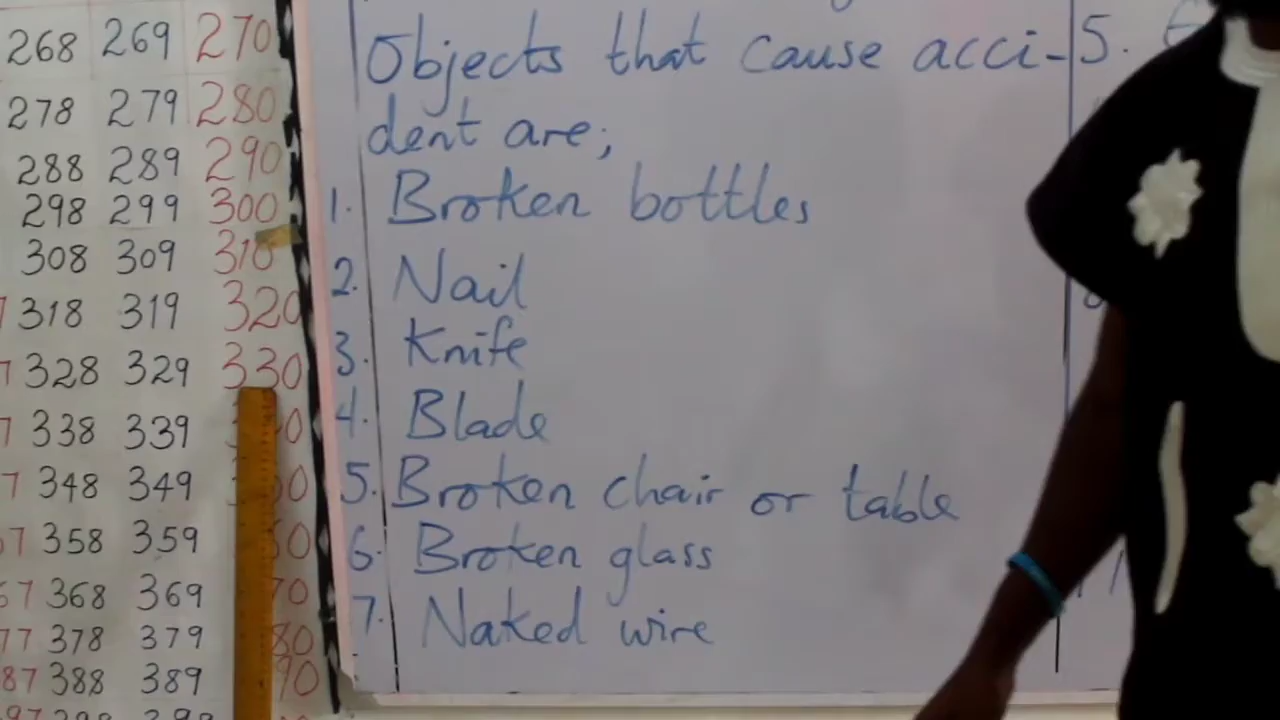 268 269 270
278 279 280
288 289 290
298 299 300
308 309 310
318 319 320
328 329 330
338 339
348 349
358 359
368 369
378 379
388 389
Objects that cause acci-
dent are;
1. Broken bottles
2. Nail
3. Knife
4. Blade
5. Broken chair or table
6. Broken glass
7. Naked wire
5.